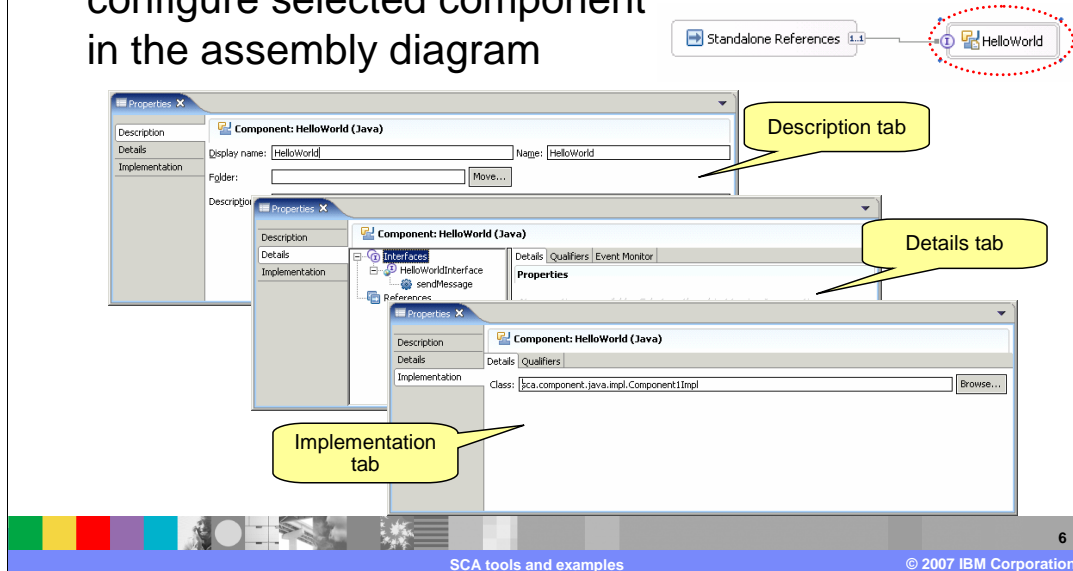 configure selected component
in the assembly diagram
Standalone References 1..1
HelloWorld
Properties
Description
Details
Implementation
Component: HelloWorld (Java)
Display name: HelloWorld Name: HelloWorld
Folder: Move...
Description tab
Properties
Description
Details
Implementation
Component: HelloWorld (Java)
Interfaces
HelloWorldInterface
sendMessage
References
Details Qualifiers Event Monitor
Properties
Details tab
Properties
Description
Details
Implementation
Component: HelloWorld (Java)
Details Qualifiers
Class: sca.component.java.impl.Component1Impl Browse...
Implementation
tab
6
SCA tools and examples © 2007 IBM Corporation